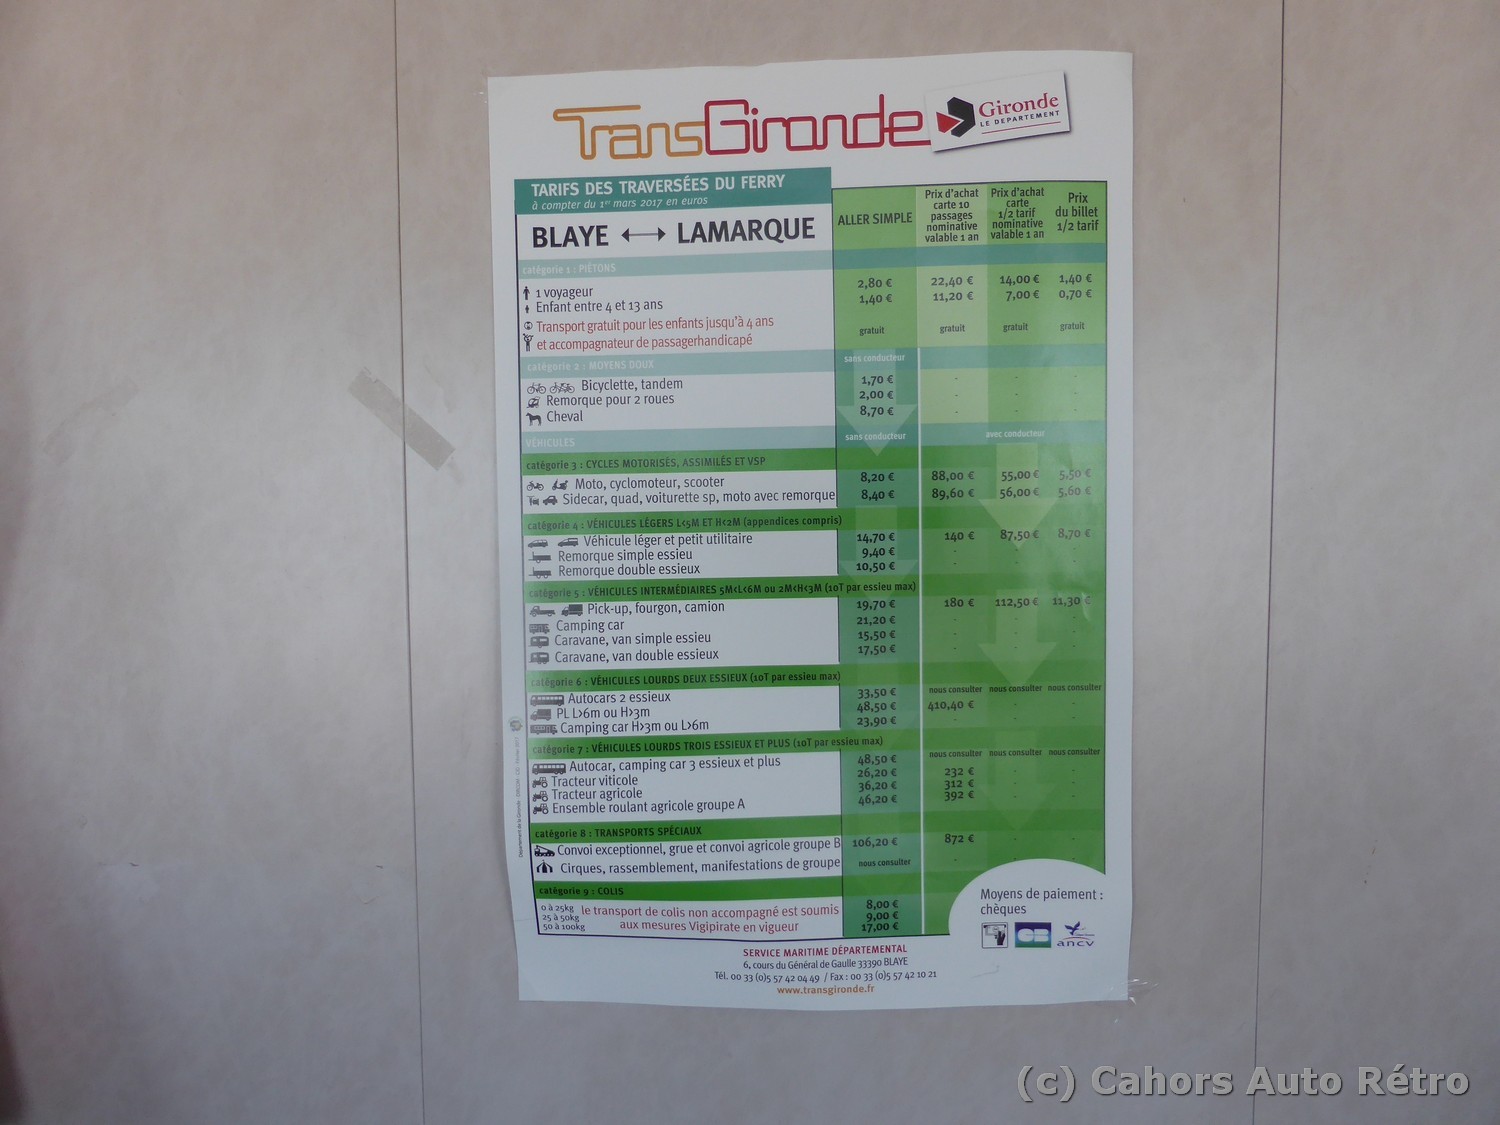 TransGironde
Gironde
LE DEPARTEMENT
TARIFS DES TRAVERSÉES DU FERRY
à compter du 1er mars 2017 en euros
BLAYE ↔ LAMARQUE
ALLER SIMPLE
Prix d'achat
carte 10
passages
nominative
valable 1 an
Prix d'achat
carte
1/2 tarif
nominative
valable 1 an
Prix
du billet
1/2 tarif
catégorie 1 : PIÉTONS
1 voyageur 2,80 € 22,40 € 14,00 € 1,40 €
Enfant entre 4 et 13 ans 1,40 € 11,20 € 7,00 € 0,70 €
Transport gratuit pour les enfants jusqu'à 4 ans gratuit gratuit gratuit gratuit
et accompagnateur de passagerhandicapé
catégorie 2 : MOYENS DOUX sans conducteur
Bicyclette, tandem 1,70 € - - -
Remorque pour 2 roues 2,00 € - - -
Cheval 8,70 € - - -
VÉHICULES sans conducteur avec conducteur
catégorie 3 : CYCLES MOTORISÉS, ASSIMILÉS ET VSP
Moto, cyclomoteur, scooter 8,20 € 88,00 € 55,00 € 5,50 €
Sidecar, quad, voiturette sp, moto avec remorque 8,40 € 89,60 € 56,00 € 5,60 €
catégorie 4 : VÉHICULES LÉGERS L<5M ET H<2M (appendices compris)
Véhicule léger et petit utilitaire 14,70 € 140 € 87,50 € 8,70 €
Remorque simple essieu 9,40 € - - -
Remorque double essieux 10,50 € - - -
catégorie 5 : VÉHICULES INTERMÉDIAIRES 5M<L<6M ou 2M<H<3M (10T par essieu max)
Pick-up, fourgon, camion 19,70 € 180 € 112,50 € 11,30 €
Camping car 21,20 € - - -
Caravane, van simple essieu 15,50 € - - -
Caravane, van double essieux 17,50 € - - -
catégorie 6 : VÉHICULES LOURDS DEUX ESSIEUX (10T par essieu max)
Autocars 2 essieux 33,50 € nous consulter nous consulter nous consulter
PL L>6m ou H>3m 48,50 € 410,40 € - -
Camping car H>3m ou L>6m 23,90 € - - -
catégorie 7 : VÉHICULES LOURDS TROIS ESSIEUX ET PLUS (10T par essieu max)
Autocar, camping car 3 essieux et plus 48,50 € nous consulter nous consulter nous consulter
Tracteur viticole 26,20 € 232 € - -
Tracteur agricole 36,20 € 312 € - -
Ensemble roulant agricole groupe A 46,20 € 392 € - -
catégorie 8 : TRANSPORTS SPÉCIAUX
Convoi exceptionnel, grue et convoi agricole groupe B 106,20 € 872 € - -
Cirques, rassemblement, manifestations de groupe nous consulter - - -
catégorie 9 : COLIS
0 à 25kg 8,00 €
25 à 50kg 9,00 €
50 à 100kg 17,00 €
le transport de colis non accompagné est soumis
aux mesures Vigipirate en vigueur
Moyens de paiement :
chèques
CB
ancv
SERVICE MARITIME DÉPARTEMENTAL
6, cours du Général de Gaulle 33390 BLAYE
Tél. 00 33 (0)5 57 42 04 49 / Fax : 00 33 (0)5 57 42 10 21
www.transgironde.fr
(c) Cahors Auto Rétro